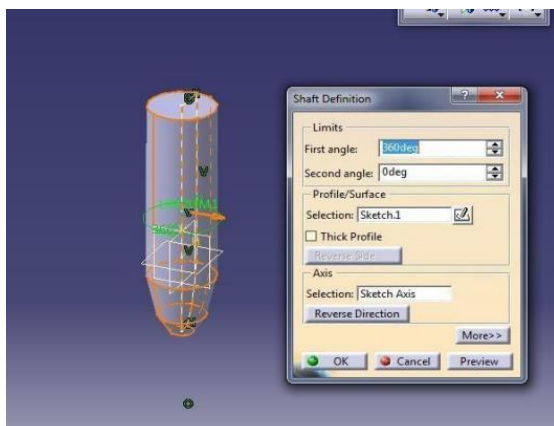 Shaft Definition
Limits
First angle: 360deg
Second angle: 0deg
Profile/Surface
Selection: Sketch.1
Thick Profile
Reverse Side
Axis
Selection: Sketch Axis
Reverse Direction
More>>
OK Cancel Preview